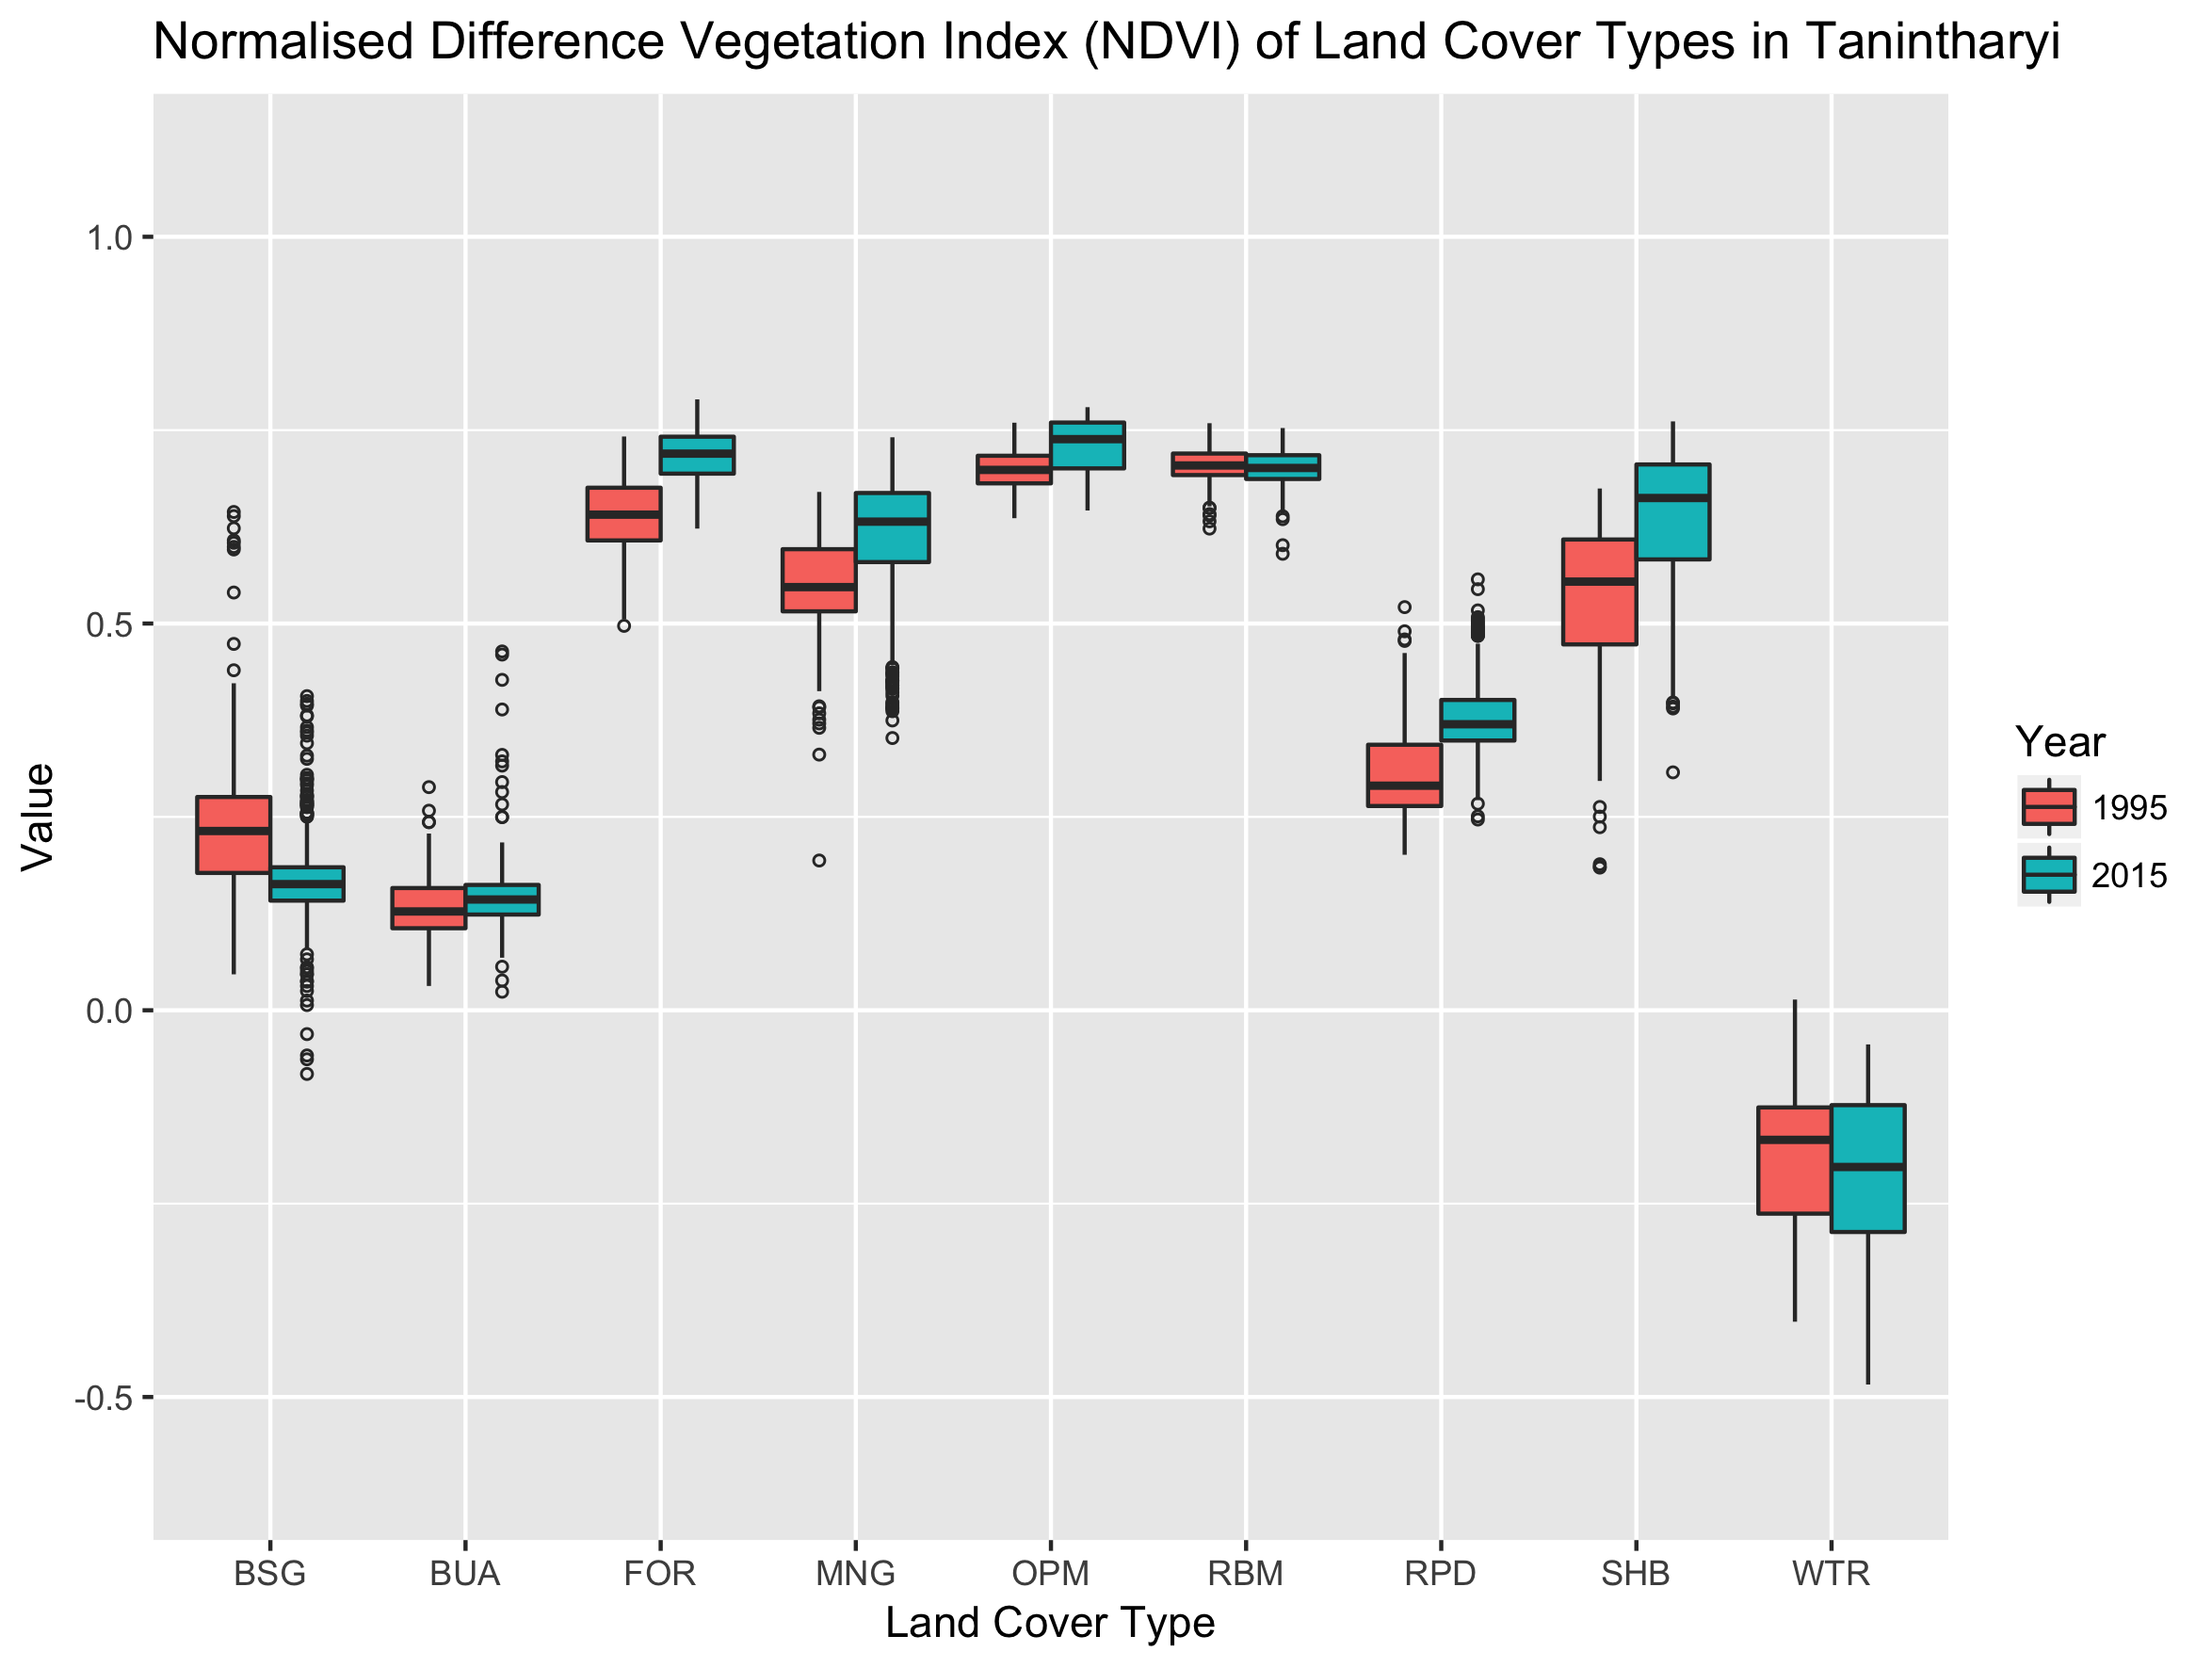 Normalised Difference Vegetation Index (NDVI) of Land Cover Types in Tanintharyi
1.0
0.5
0.0
-0.5
Value
BSG BUA FOR MNG OPM RBM RPD SHB WTR
Land Cover Type
Year
1995
2015